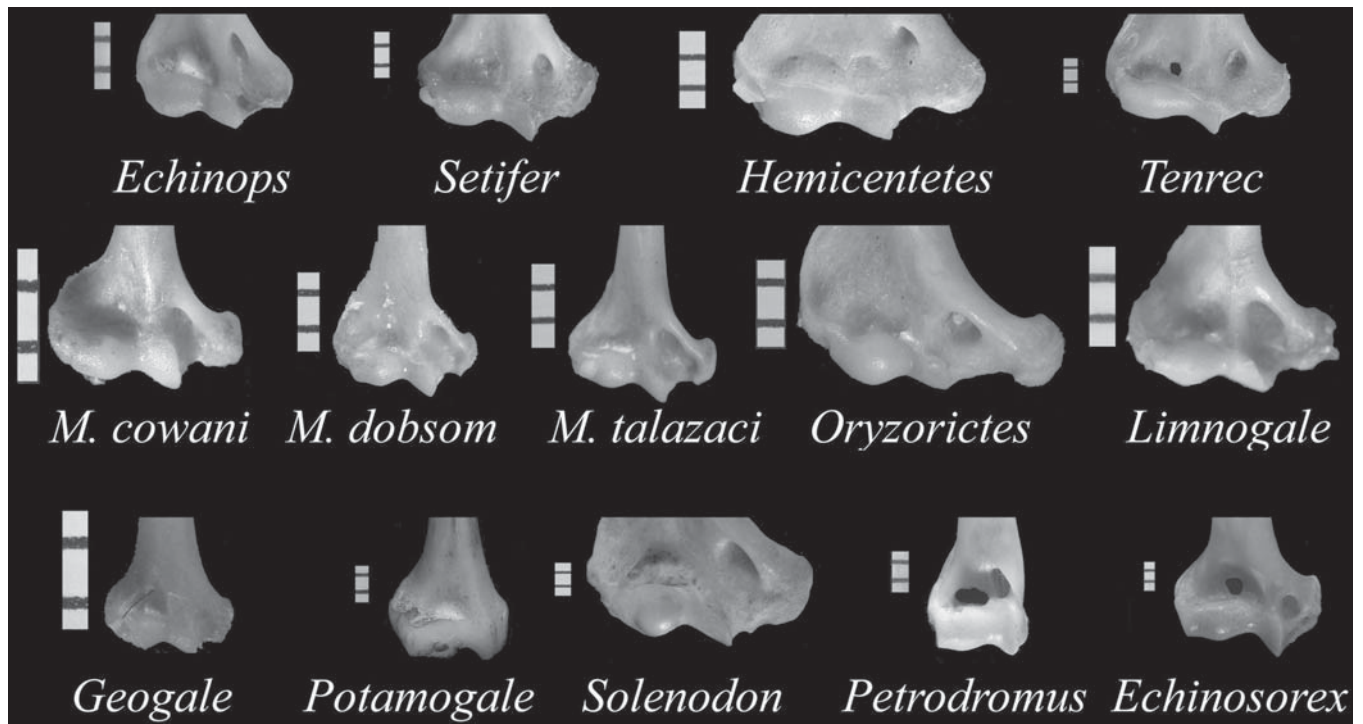 Echinops Setifer Hemicentetes Tenrec
M. cowani M. dobsom M. talazaci Oryzorictes Limnogale
Geogale Potamogale Solenodon Petrodromus Echinosorex